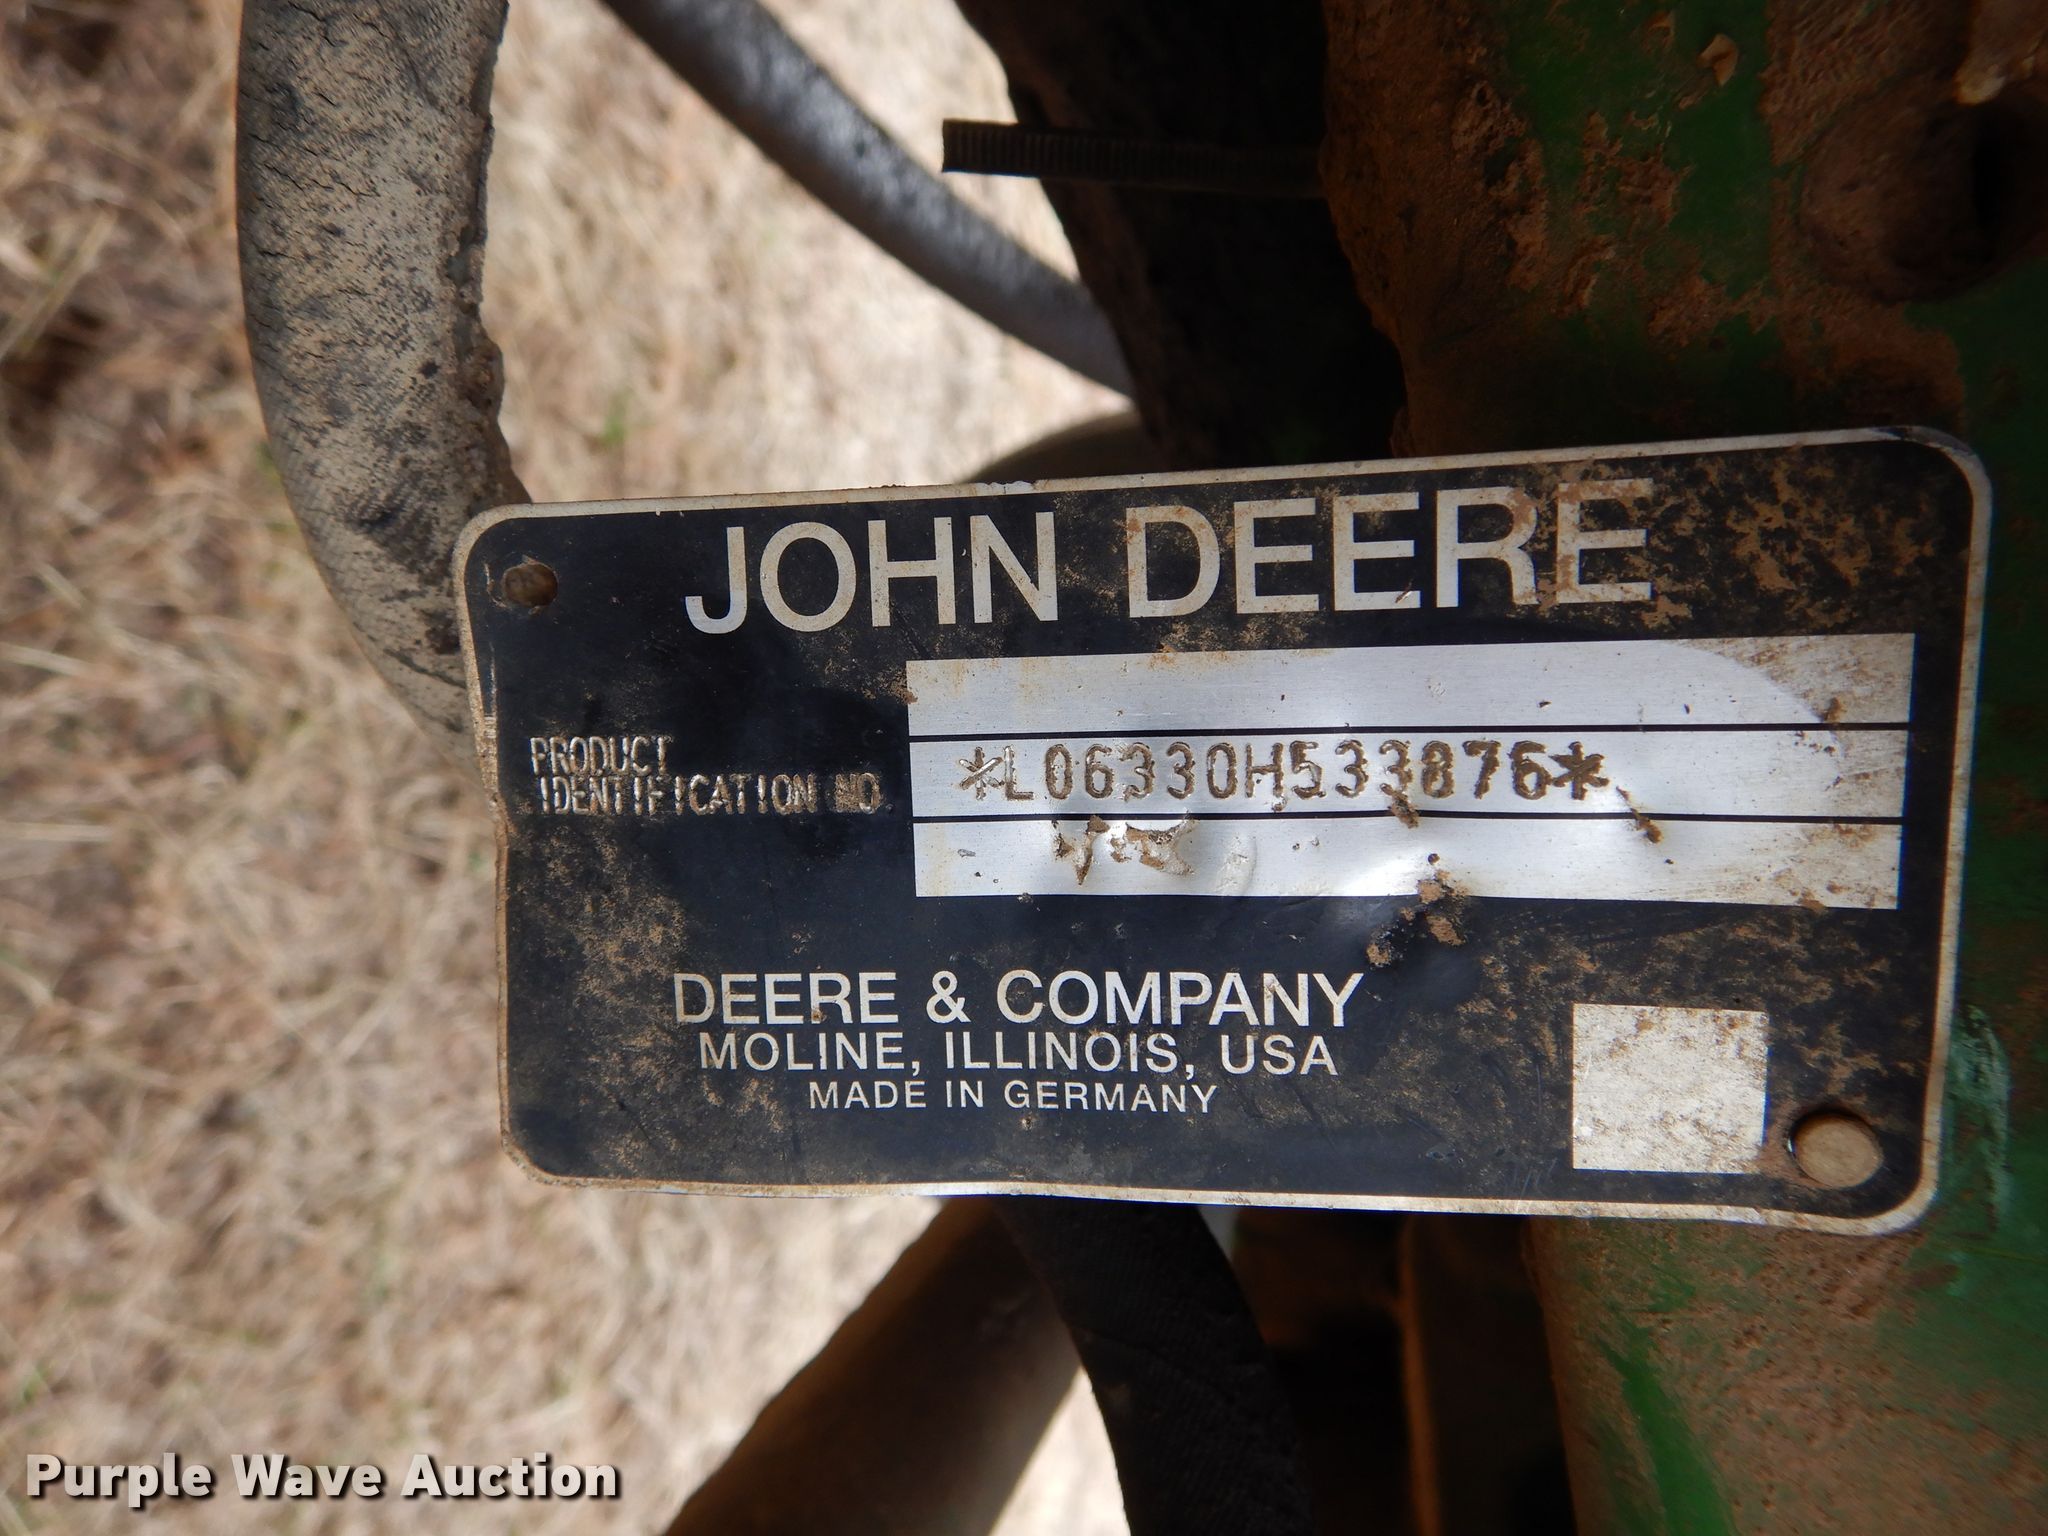 JOHN DEERE
PRODUCT
IDENTIFICATION NO.
*L06330H533876*
DEERE & COMPANY
MOLINE, ILLINOIS, USA
MADE IN GERMANY
Purple Wave Auction